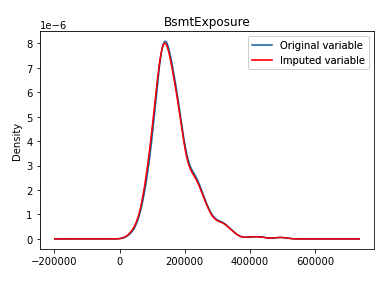 BsmtExposure
1e−6
Original variable
Imputed variable
8
7
6
5
4
3
2
1
0
Density
−200000 0 200000 400000 600000